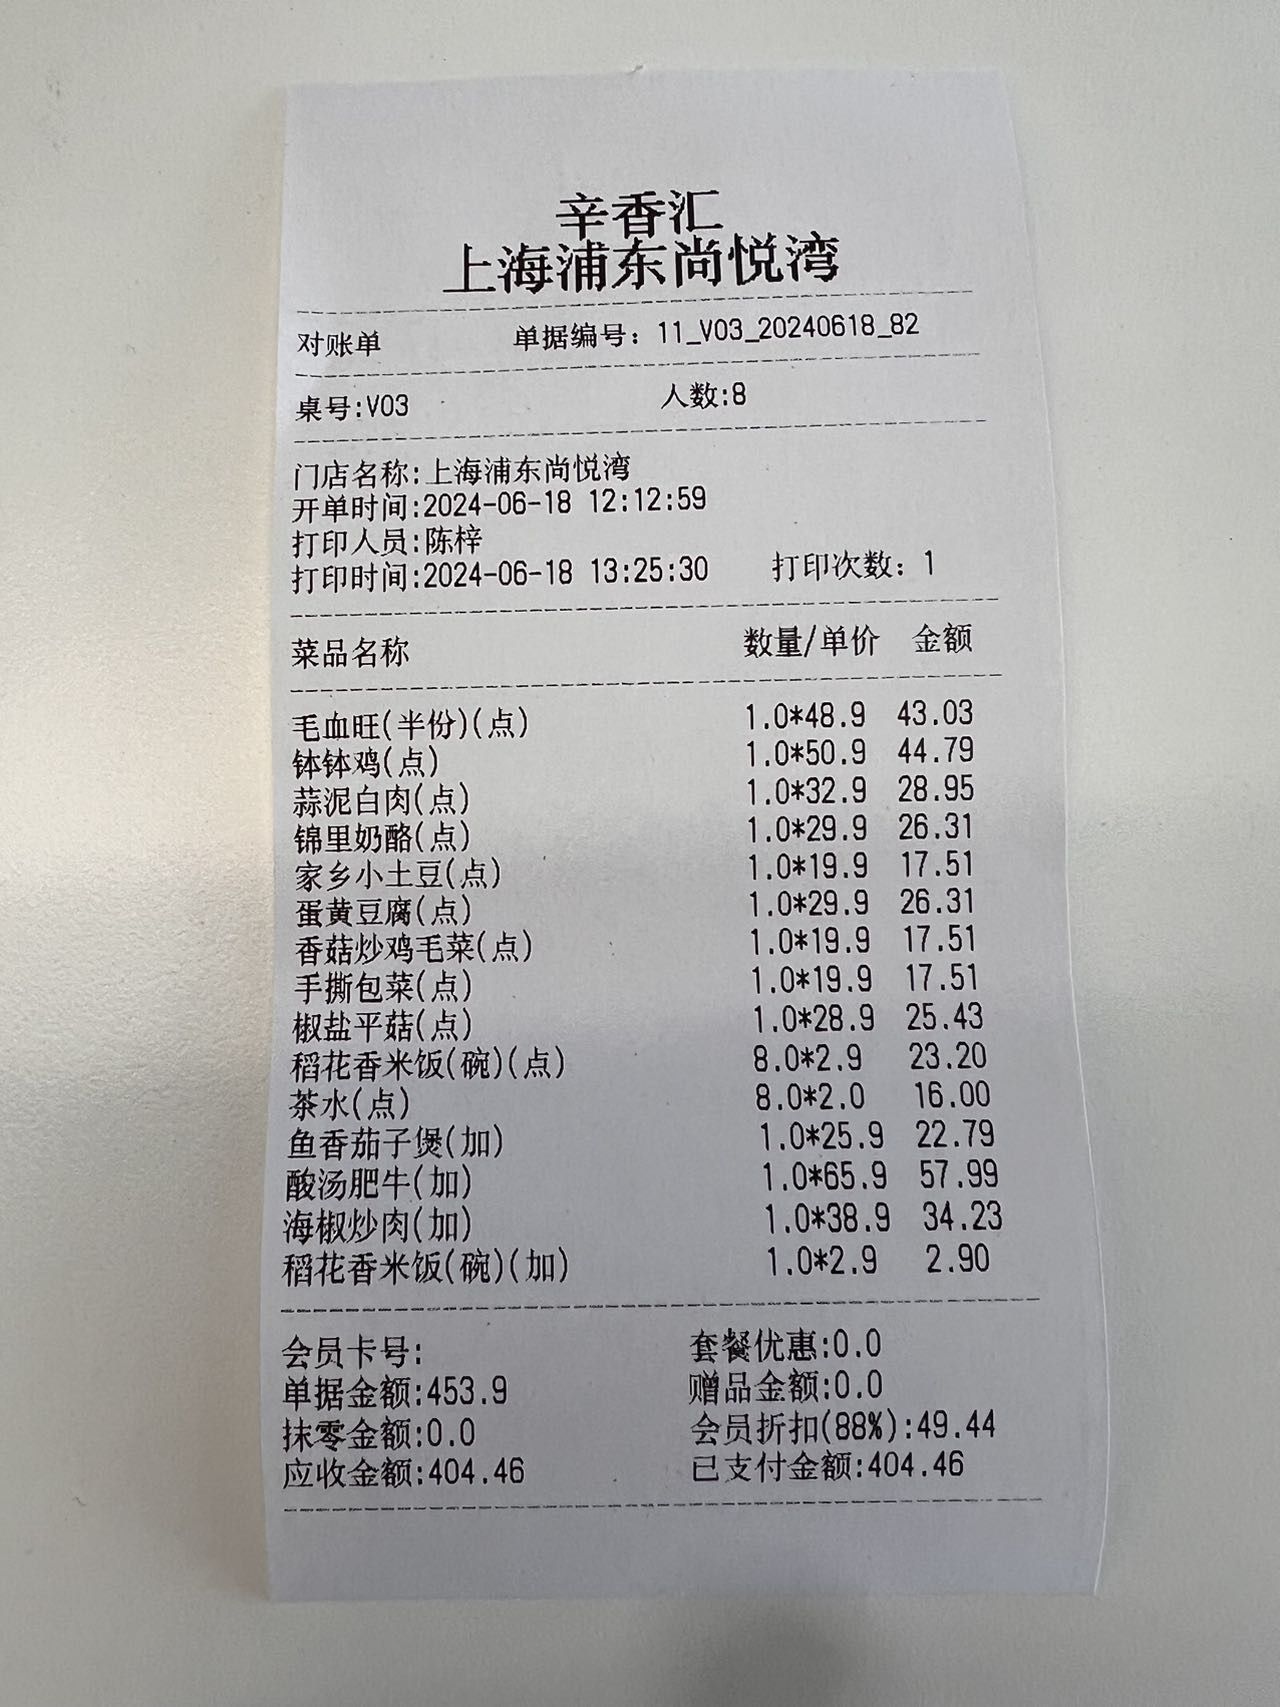 辛香汇
上海浦东尚悦湾
对账单 单据编号：11_V03_20240618_82
桌号:V03 人数:8
门店名称:上海浦东尚悦湾
开单时间:2024-06-18 12:12:59
打印人员:陈梓
打印时间:2024-06-18 13:25:30 打印次数：1
菜品名称 数量/单价 金额
毛血旺(半份)(点) 1.0*48.9 43.03
钵钵鸡(点) 1.0*50.9 44.79
蒜泥白肉(点) 1.0*32.9 28.95
锦里奶酪(点) 1.0*29.9 26.31
家乡小土豆(点) 1.0*19.9 17.51
蛋黄豆腐(点) 1.0*29.9 26.31
香菇炒鸡毛菜(点) 1.0*19.9 17.51
手撕包菜(点) 1.0*19.9 17.51
椒盐平菇(点) 1.0*28.9 25.43
稻花香米饭(碗)(点) 8.0*2.9 23.20
茶水(点) 8.0*2.0 16.00
鱼香茄子煲(加) 1.0*25.9 22.79
酸汤肥牛(加) 1.0*65.9 57.99
海椒炒肉(加) 1.0*38.9 34.23
稻花香米饭(碗)(加) 1.0*2.9 2.90
会员卡号: 套餐优惠:0.0
单据金额:453.9 赠品金额:0.0
抹零金额:0.0 会员折扣(88%):49.44
应收金额:404.46 已支付金额:404.46